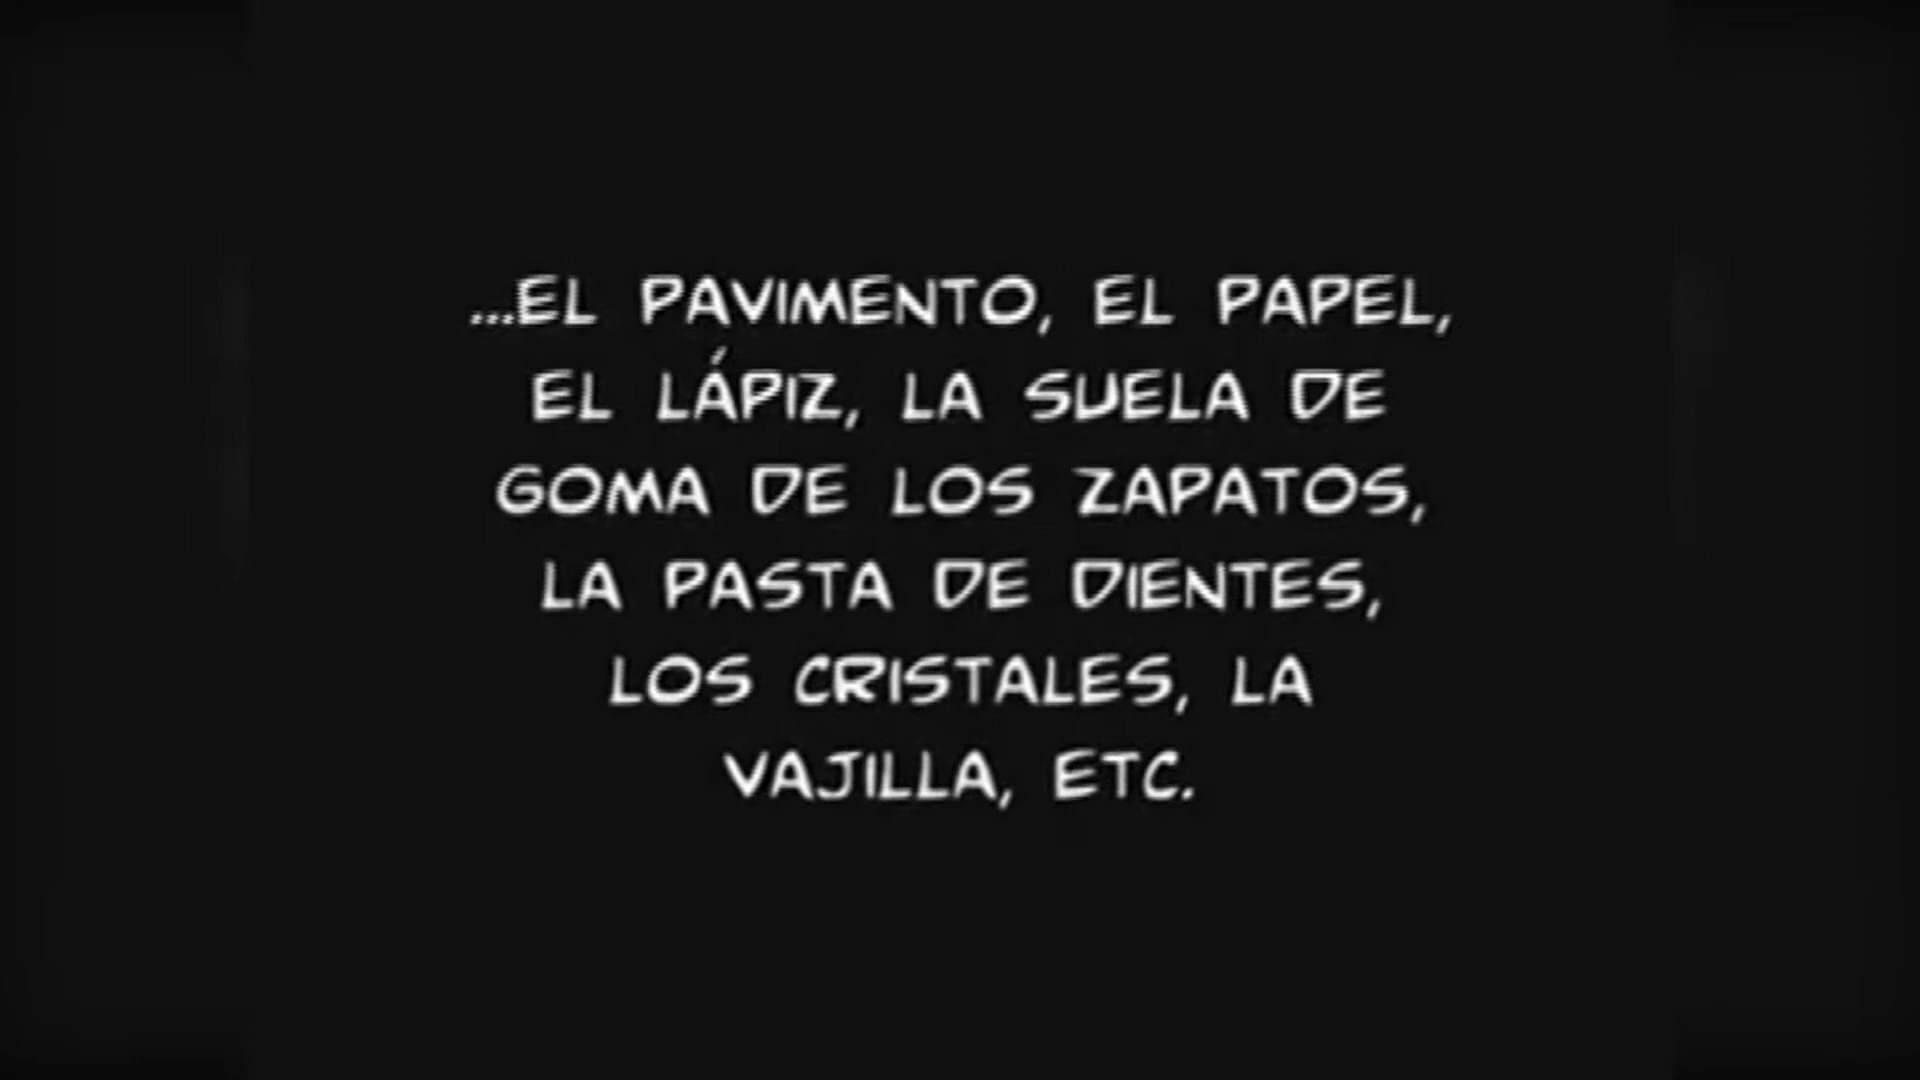 ...EL PAVIMENTO, EL PAPEL,
EL LÁPIZ, LA SUELA DE
GOMA DE LOS ZAPATOS,
LA PASTA DE DIENTES,
LOS CRISTALES, LA
VAJILLA, ETC.